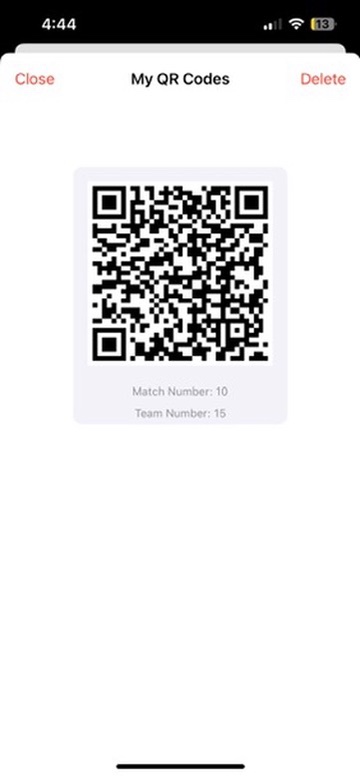 4:44
13
Close
My QR Codes
Delete
Match Number: 10
Team Number: 15